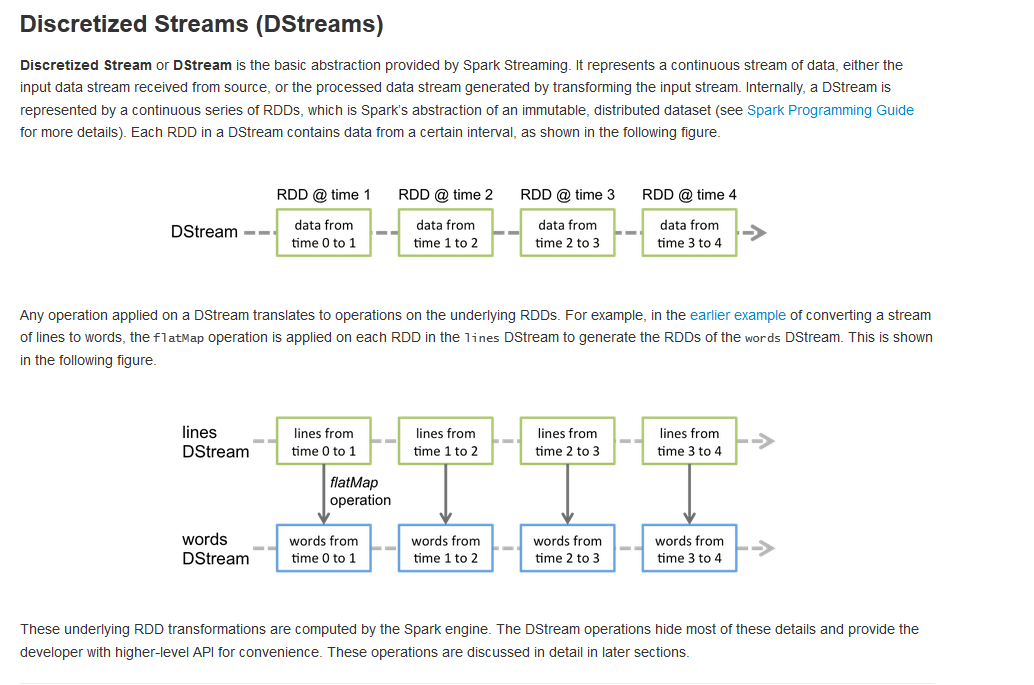 Discretized Streams (DStreams)
Discretized Stream or DStream is the basic abstraction provided by Spark Streaming. It represents a continuous stream of data, either the
input data stream received from source, or the processed data stream generated by transforming the input stream. Internally, a DStream is
represented by a continuous series of RDDs, which is Spark's abstraction of an immutable, distributed dataset (see Spark Programming Guide
for more details). Each RDD in a DStream contains data from a certain interval, as shown in the following figure.
RDD @ time 1 RDD @ time 2 RDD @ time 3 RDD @ time 4
DStream
data from
time 0 to 1
data from
time 1 to 2
data from
time 2 to 3
data from
time 3 to 4
Any operation applied on a DStream translates to operations on the underlying RDDs. For example, in the earlier example of converting a stream
of lines to words, the flatMap operation is applied on each RDD in the lines DStream to generate the RDDs of the words DStream. This is shown
in the following figure.
lines
DStream
lines from
time 0 to 1
lines from
time 1 to 2
lines from
time 2 to 3
lines from
time 3 to 4
flatMap
operation
words
DStream
words from
time 0 to 1
words from
time 1 to 2
words from
time 2 to 3
words from
time 3 to 4
These underlying RDD transformations are computed by the Spark engine. The DStream operations hide most of these details and provide the
developer with higher-level API for convenience. These operations are discussed in detail in later sections.